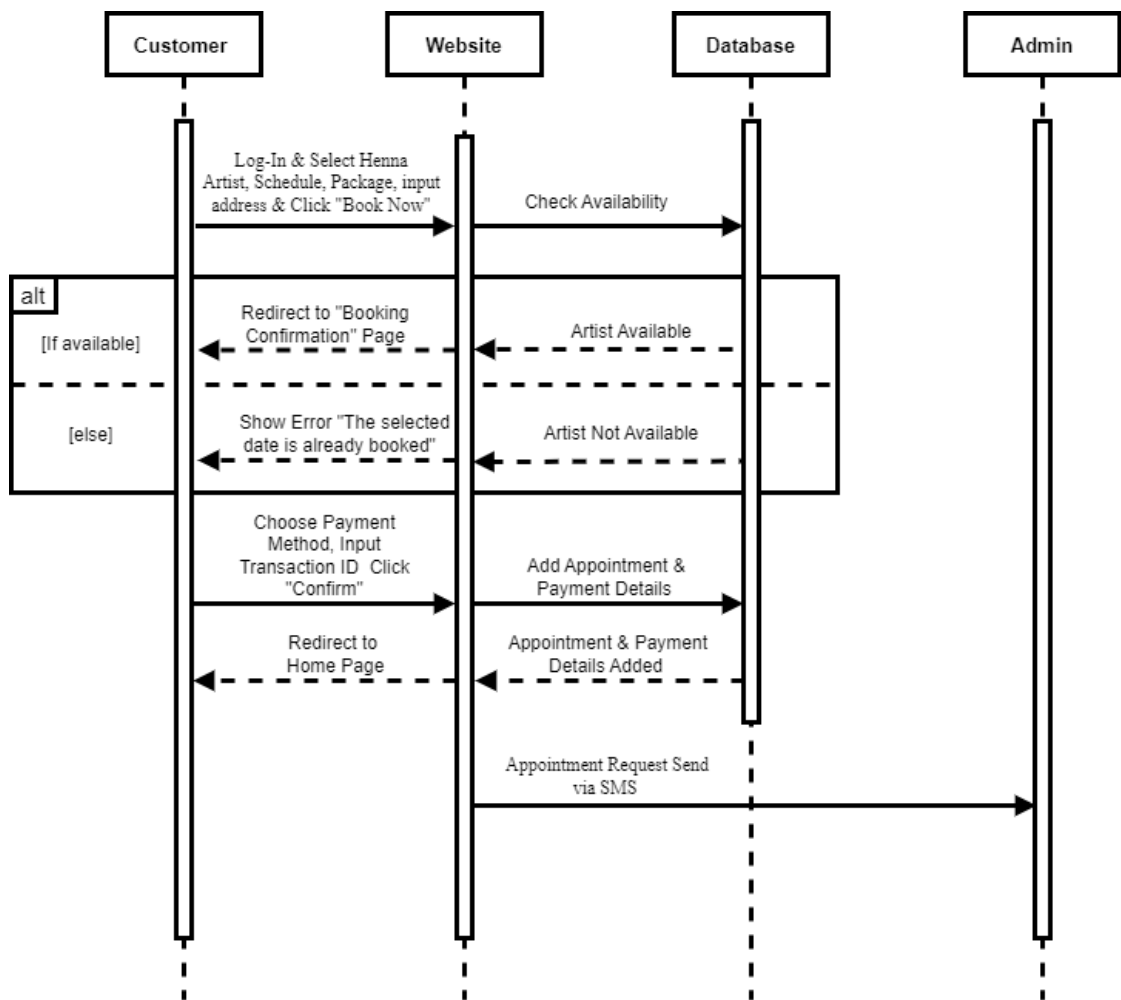 Customer
Website
Database
Admin
Log-In & Select Henna
Artist, Schedule, Package, input
address & Click "Book Now"
Check Availability
alt
[If available]
Redirect to "Booking
Confirmation" Page
Artist Available
[else]
Show Error "The selected
date is already booked"
Artist Not Available
Choose Payment
Method, Input
Transaction ID Click
"Confirm"
Add Appointment &
Payment Details
Redirect to
Home Page
Appointment & Payment
Details Added
Appointment Request Send
via SMS